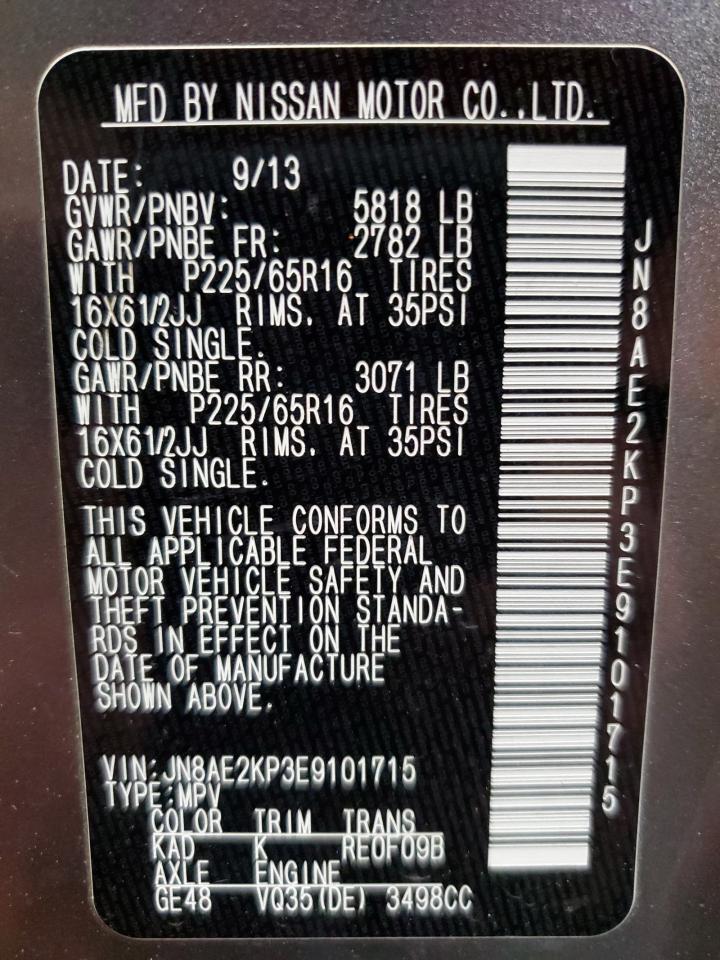 MFD BY NISSAN MOTOR CO.,LTD.
DATE: 9/13
GVWR/PNBV: 5818 LB
GAWR/PNBE FR: 2782 LB
WITH P225/65R16 TIRES
16X61/2JJ RIMS. AT 35PSI
COLD SINGLE.
GAWR/PNBE RR: 3071 LB
WITH P225/65R16 TIRES
16X61/2JJ RIMS. AT 35PSI
COLD SINGLE.
THIS VEHICLE CONFORMS TO
ALL APPLICABLE FEDERAL
MOTOR VEHICLE SAFETY AND
THEFT PREVENTION STANDA-
RDS IN EFFECT ON THE
DATE OF MANUFACTURE
SHOWN ABOVE.
VIN:JN8AE2KP3E9101715
TYPE:MPV
COLOR TRIM TRANS
KAD K RE0F09B
AXLE ENGINE
GE48 VQ35(DE) 3498CC
JN8AE2KP3E9101715